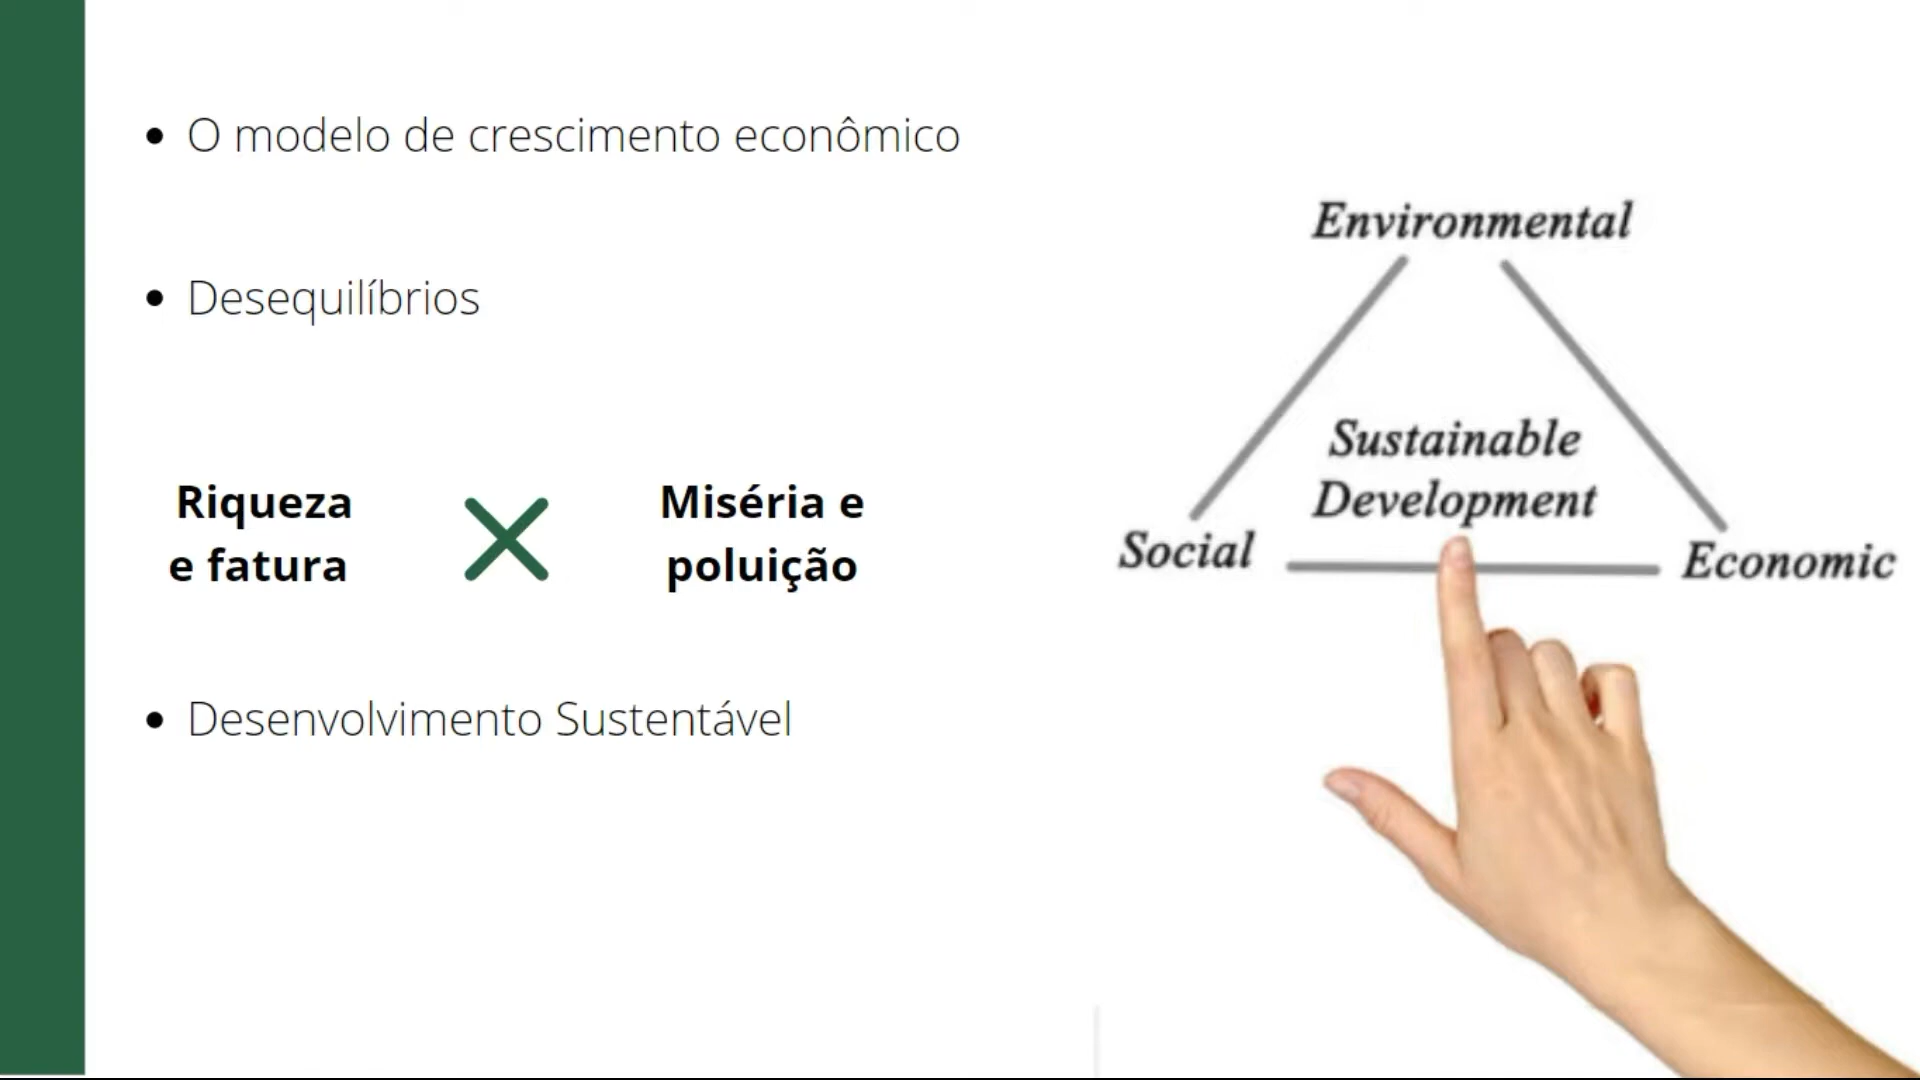 O modelo de crescimento econômico
Desequilíbrios
Riqueza
e fatura
Miséria e
poluição
Desenvolvimento Sustentável
Environmental
Sustainable
Development
Social
Economic